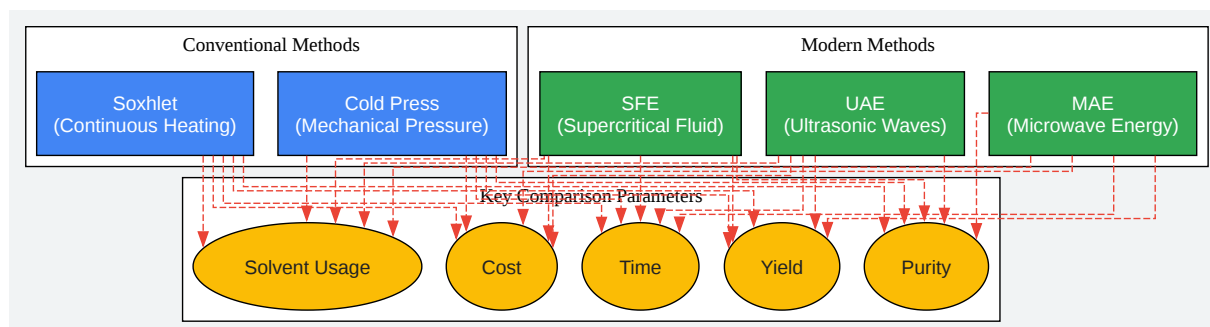 Conventional Methods
Modern Methods
Soxhlet
(Continuous Heating)
Cold Press
(Mechanical Pressure)
SFE
(Supercritical Fluid)
UAE
(Ultrasonic Waves)
MAE
(Microwave Energy)
Key Comparison Parameters
Solvent Usage
Cost
Time
Yield
Purity